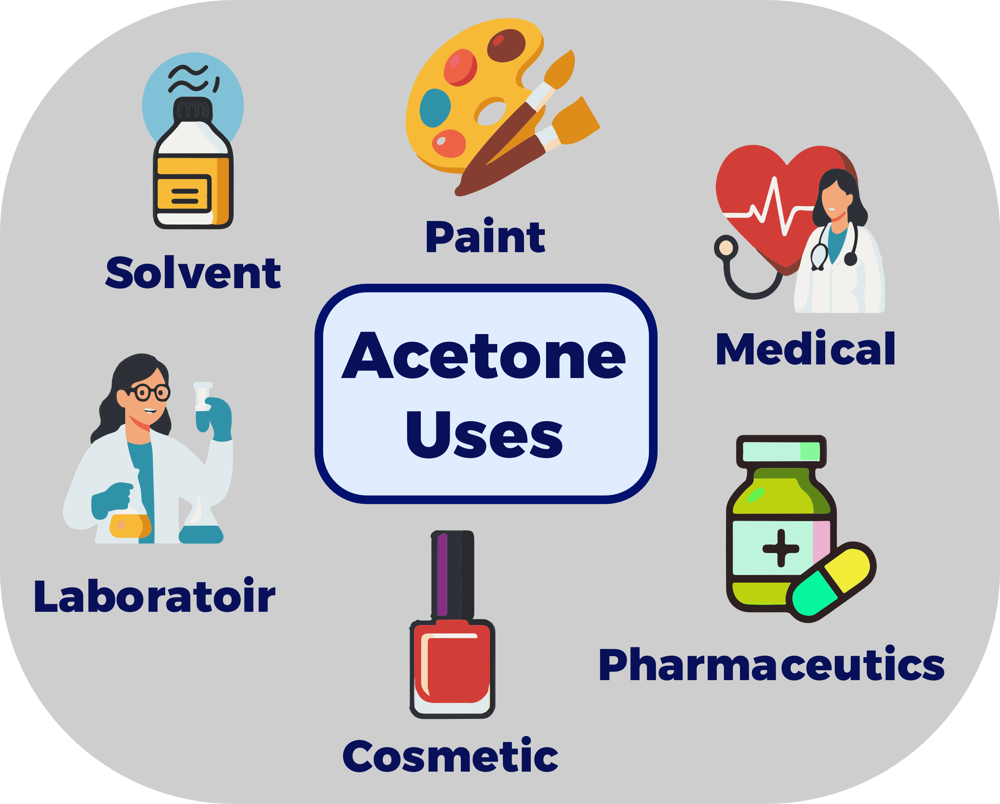 Paint
Solvent
Medical
Acetone
Uses
Laboratoir
Pharmaceutics
Cosmetic